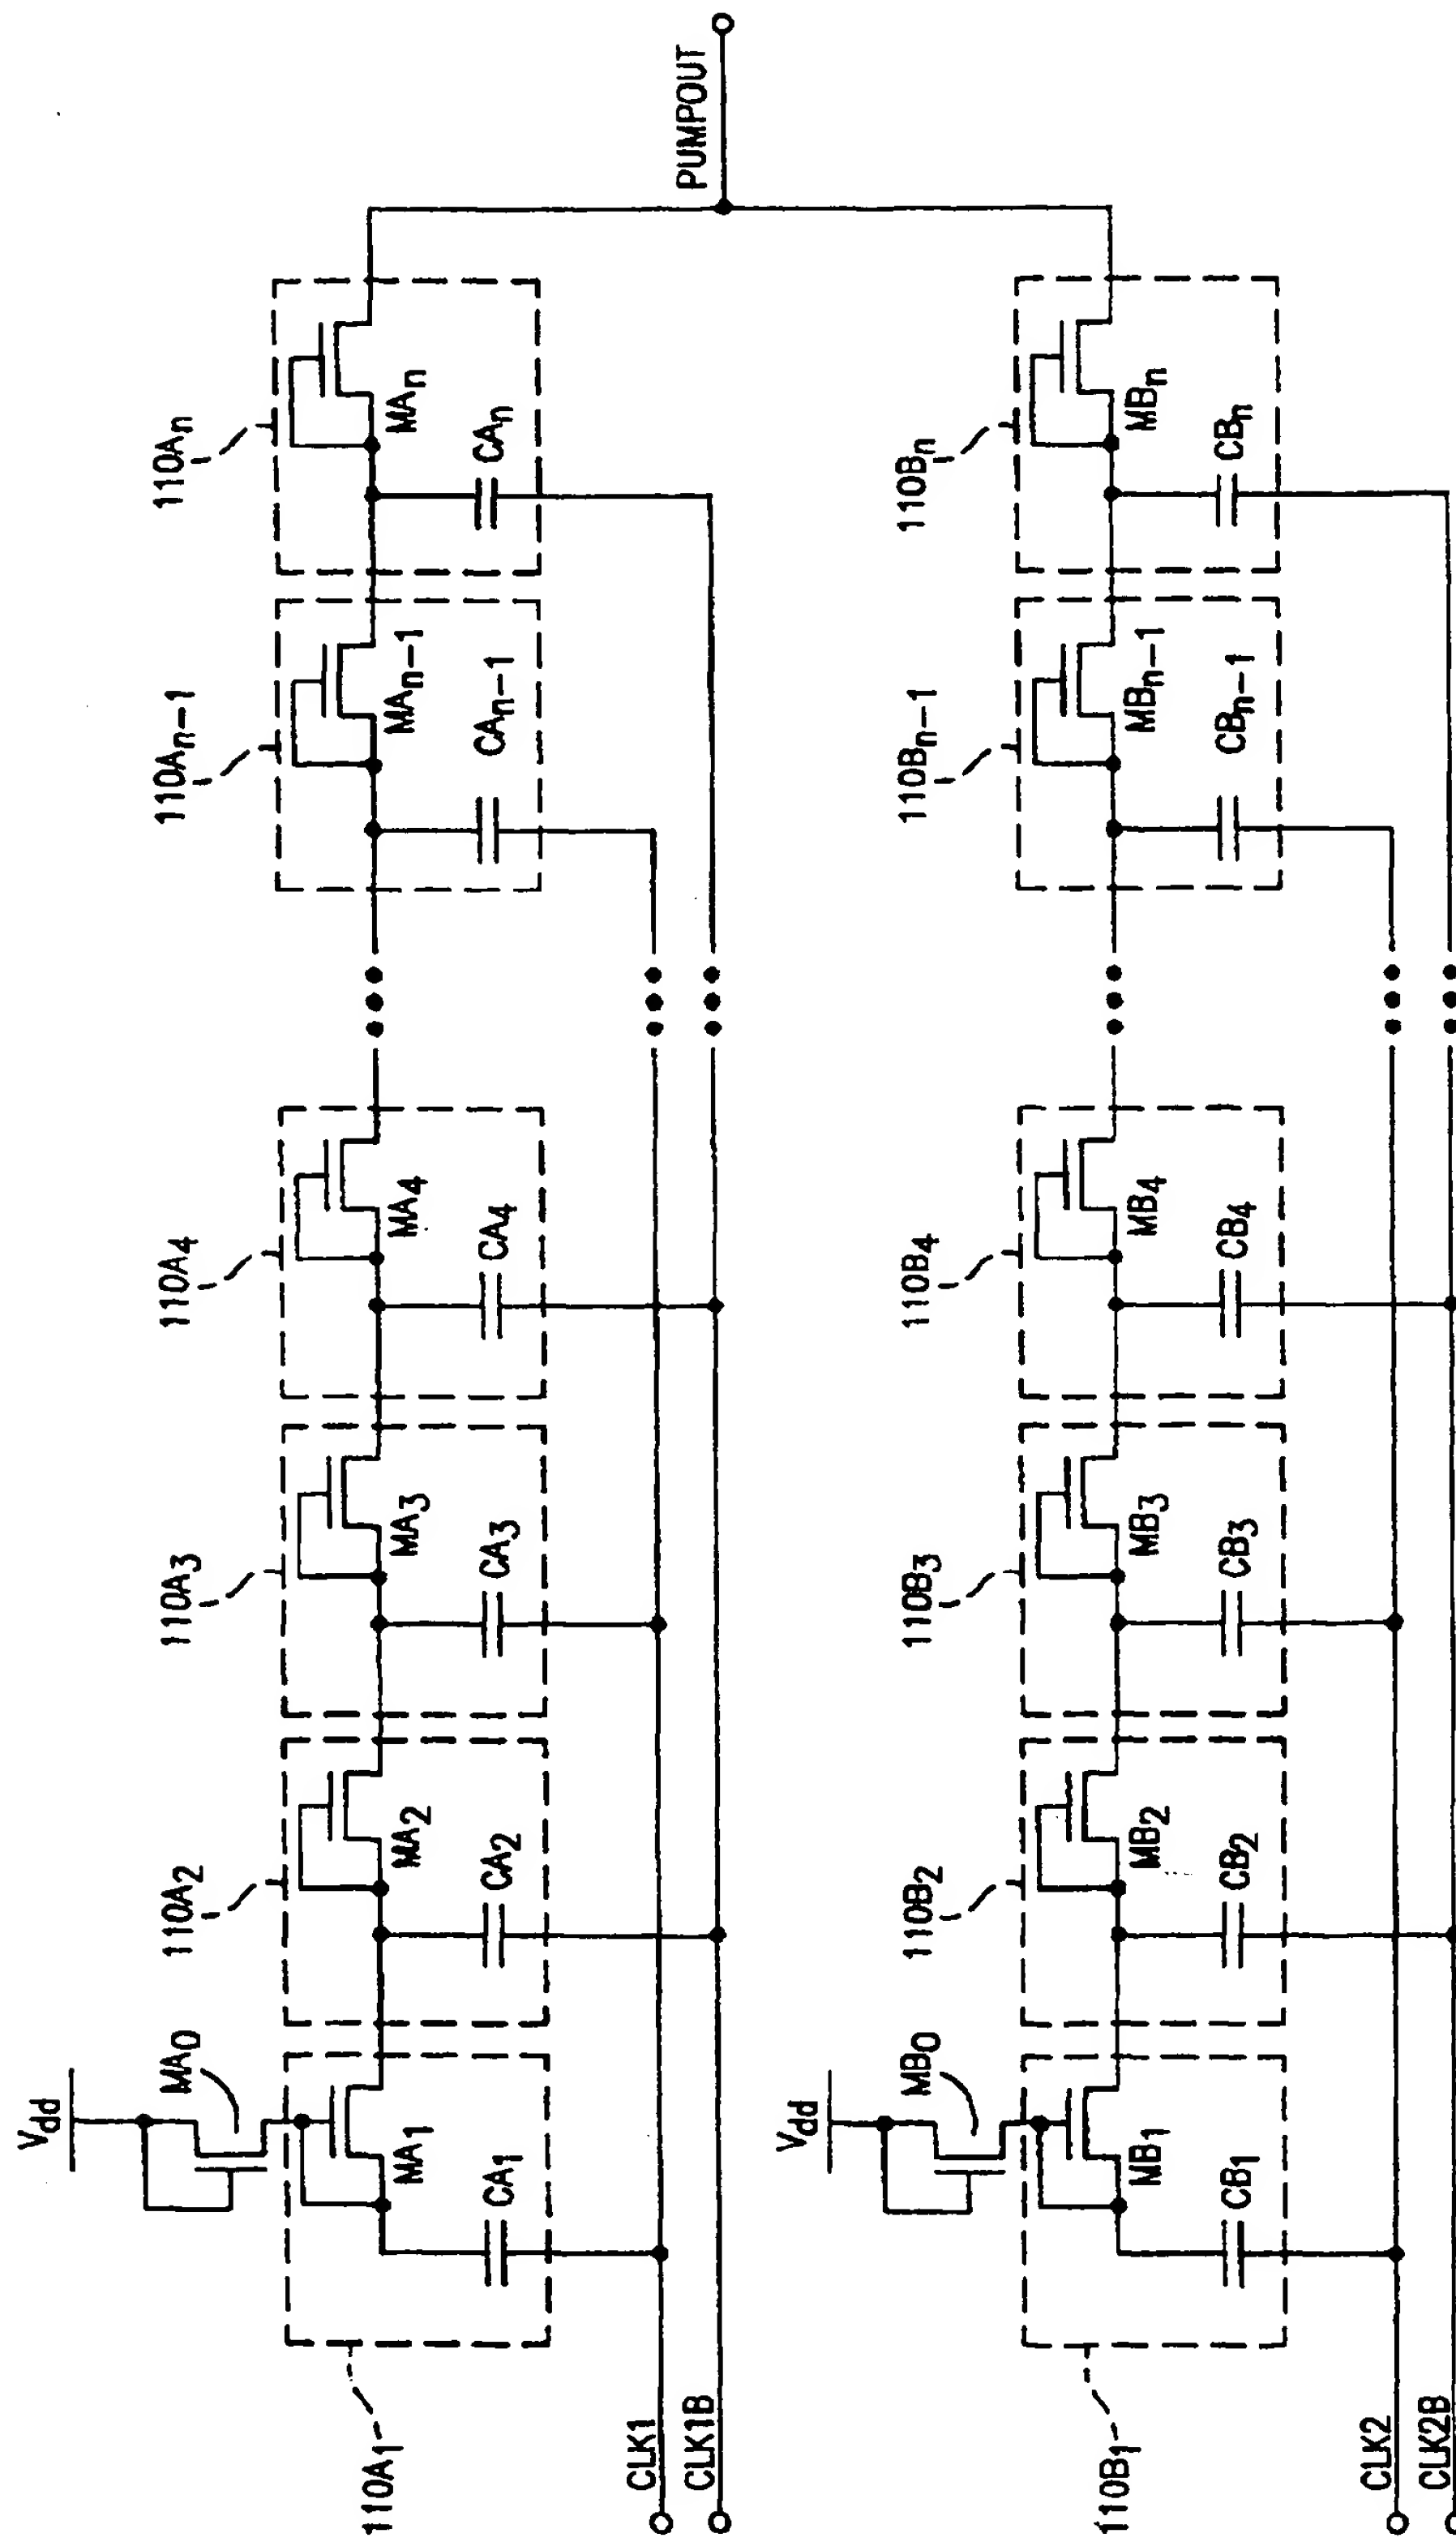 Vdd
MA0
110A1
MA1
CA1
110A2
MA2
CA2
110A3
MA3
CA3
110A4
MA4
CA4
110An-1
MAn-1
CAn-1
110An
MAn
CAn
CLK1
CLK1B
PUMPOUT
Vdd
MB0
110B1
MB1
CB1
110B2
MB2
CB2
110B3
MB3
CB3
110B4
MB4
CB4
110Bn-1
MBn-1
CBn-1
110Bn
MBn
CBn
CLK2
CLK2B